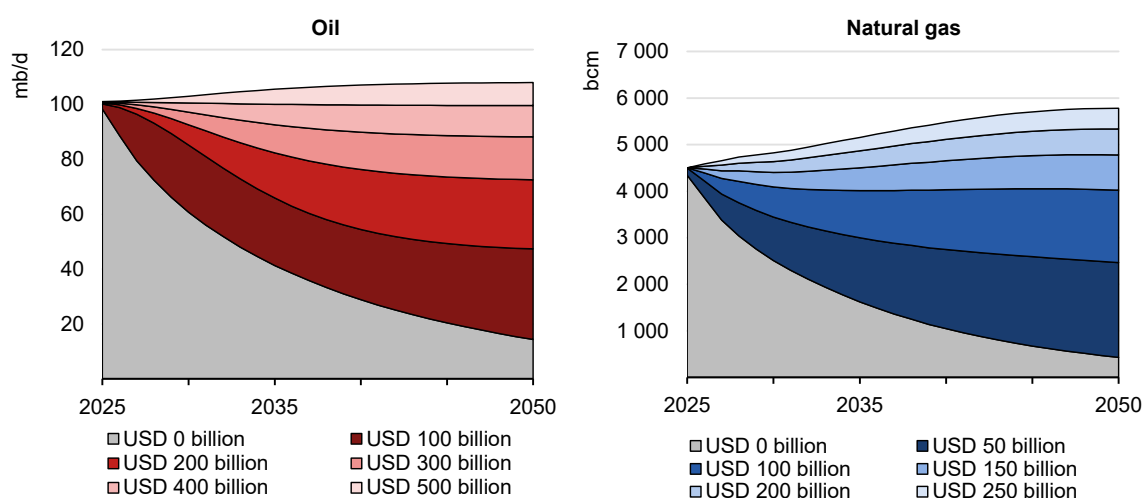 Oil
mb/d
120
100
80
60
40
20
2025
2035
2050
USD 0 billion
USD 100 billion
USD 200 billion
USD 300 billion
USD 400 billion
USD 500 billion
Natural gas
bcm
7 000
6 000
5 000
4 000
3 000
2 000
1 000
2025
2035
2050
USD 0 billion
USD 50 billion
USD 100 billion
USD 150 billion
USD 200 billion
USD 250 billion